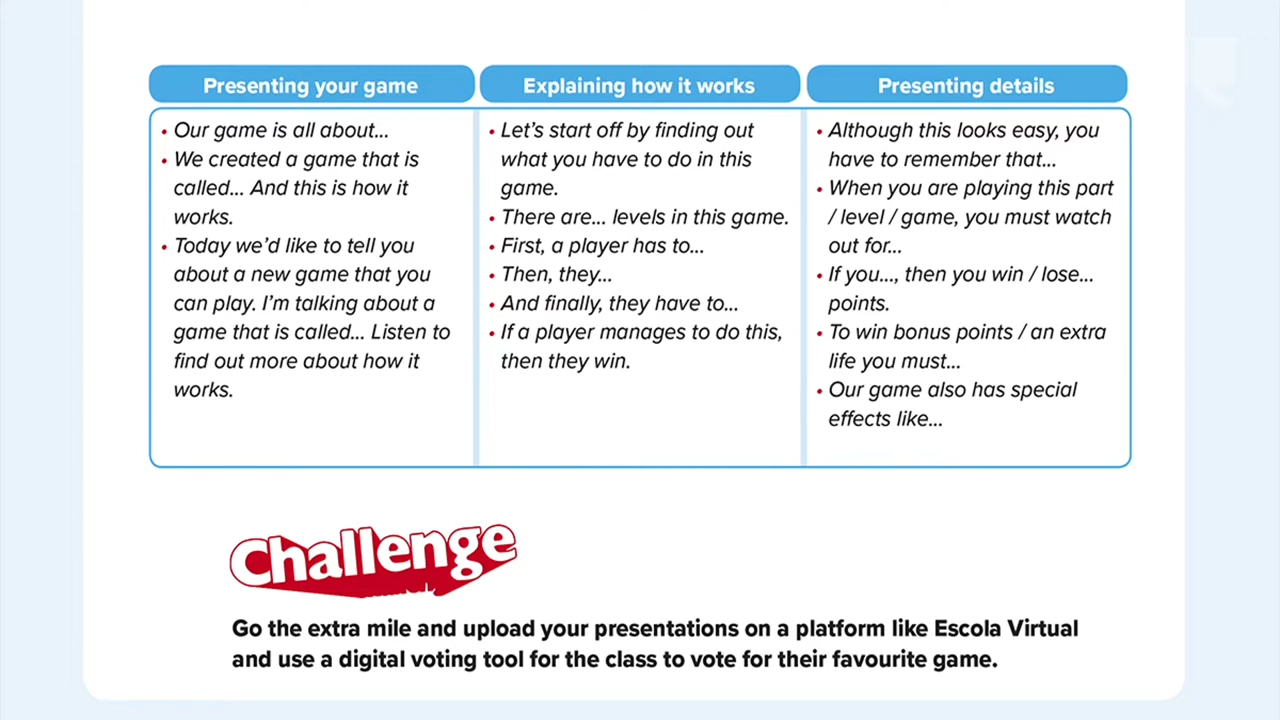 Presenting your game
• Our game is all about...
• We created a game that is
called... And this is how it
works.
• Today we'd like to tell you
about a new game that you
can play. I'm talking about a
game that is called... Listen to
find out more about how it
works.
Explaining how it works
• Let's start off by finding out
what you have to do in this
game.
• There are... levels in this game.
• First, a player has to...
• Then, they...
• And finally, they have to...
• If a player manages to do this,
then they win.
Presenting details
• Although this looks easy, you
have to remember that...
• When you are playing this part
/ level / game, you must watch
out for...
• If you..., then you win / lose...
points.
• To win bonus points / an extra
life you must...
• Our game also has special
effects like...
Challenge
Go the extra mile and upload your presentations on a platform like Escola Virtual
and use a digital voting tool for the class to vote for their favourite game.